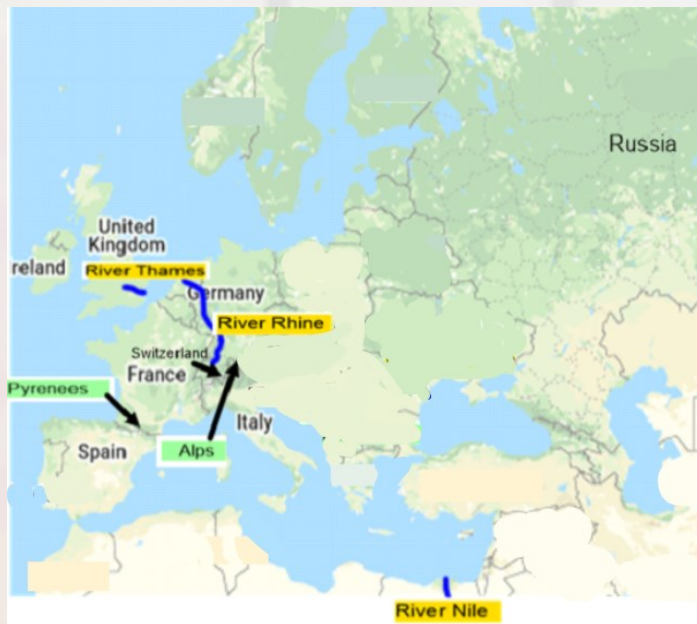 Russia
United
Kingdom
reland
River Thames
Germany
River Rhine
Switzerland
France
Pyrenees
Italy
Spain
Alps
River Nile